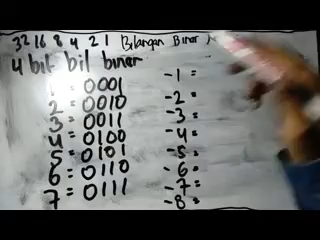 32 16 8 4 2 1 Bilangan Biner
4 bit bil biner
1 = 0001
2 = 0010
3 = 0011
4 = 0100
5 = 0101
6 = 0110
7 = 0111
-1 =
-2 =
-3 =
-4 =
-5 =
-6 =
-7 =
-8 =